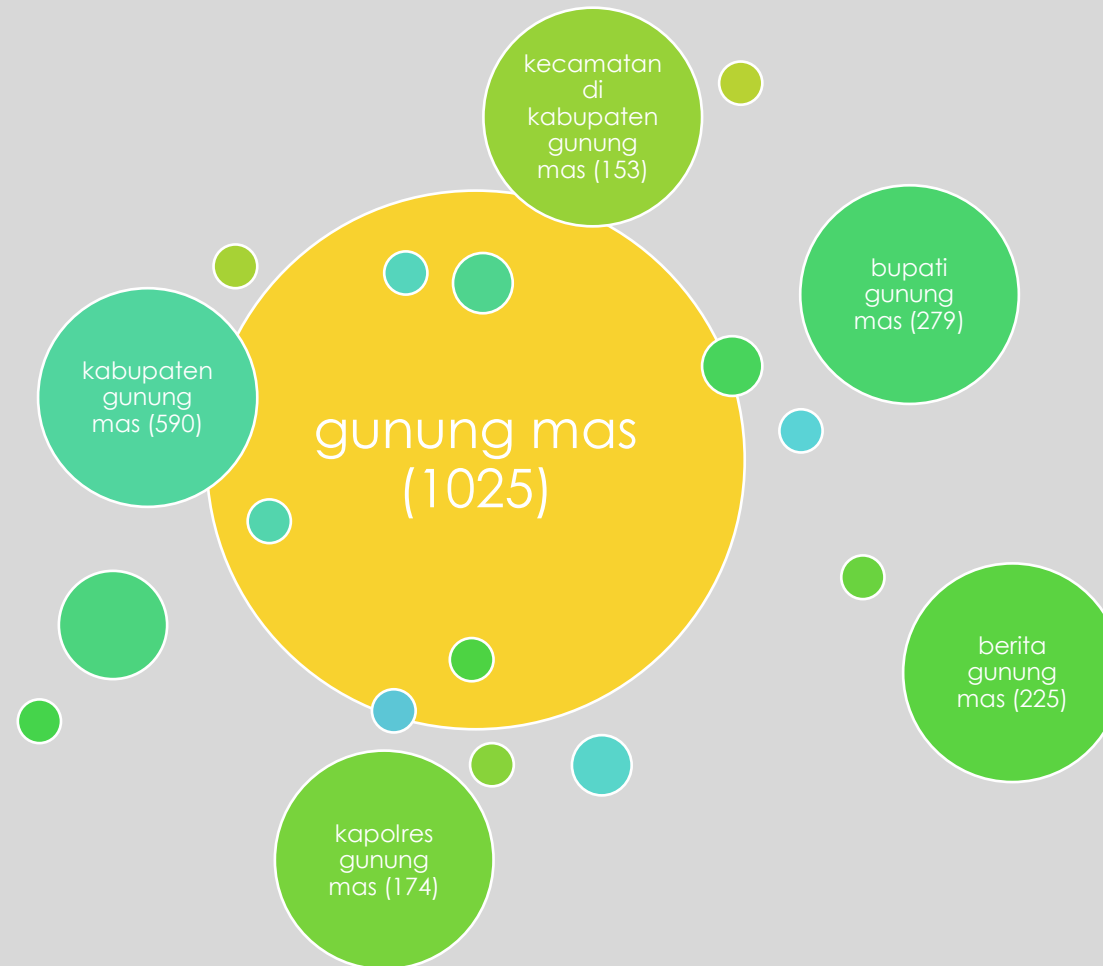 kecamatan
di
kabupaten
gunung
mas (153)
bupati
gunung
mas (279)
kabupaten
gunung
mas (590)
gunung mas
(1025)
berita
gunung
mas (225)
kapolres
gunung
mas (174)